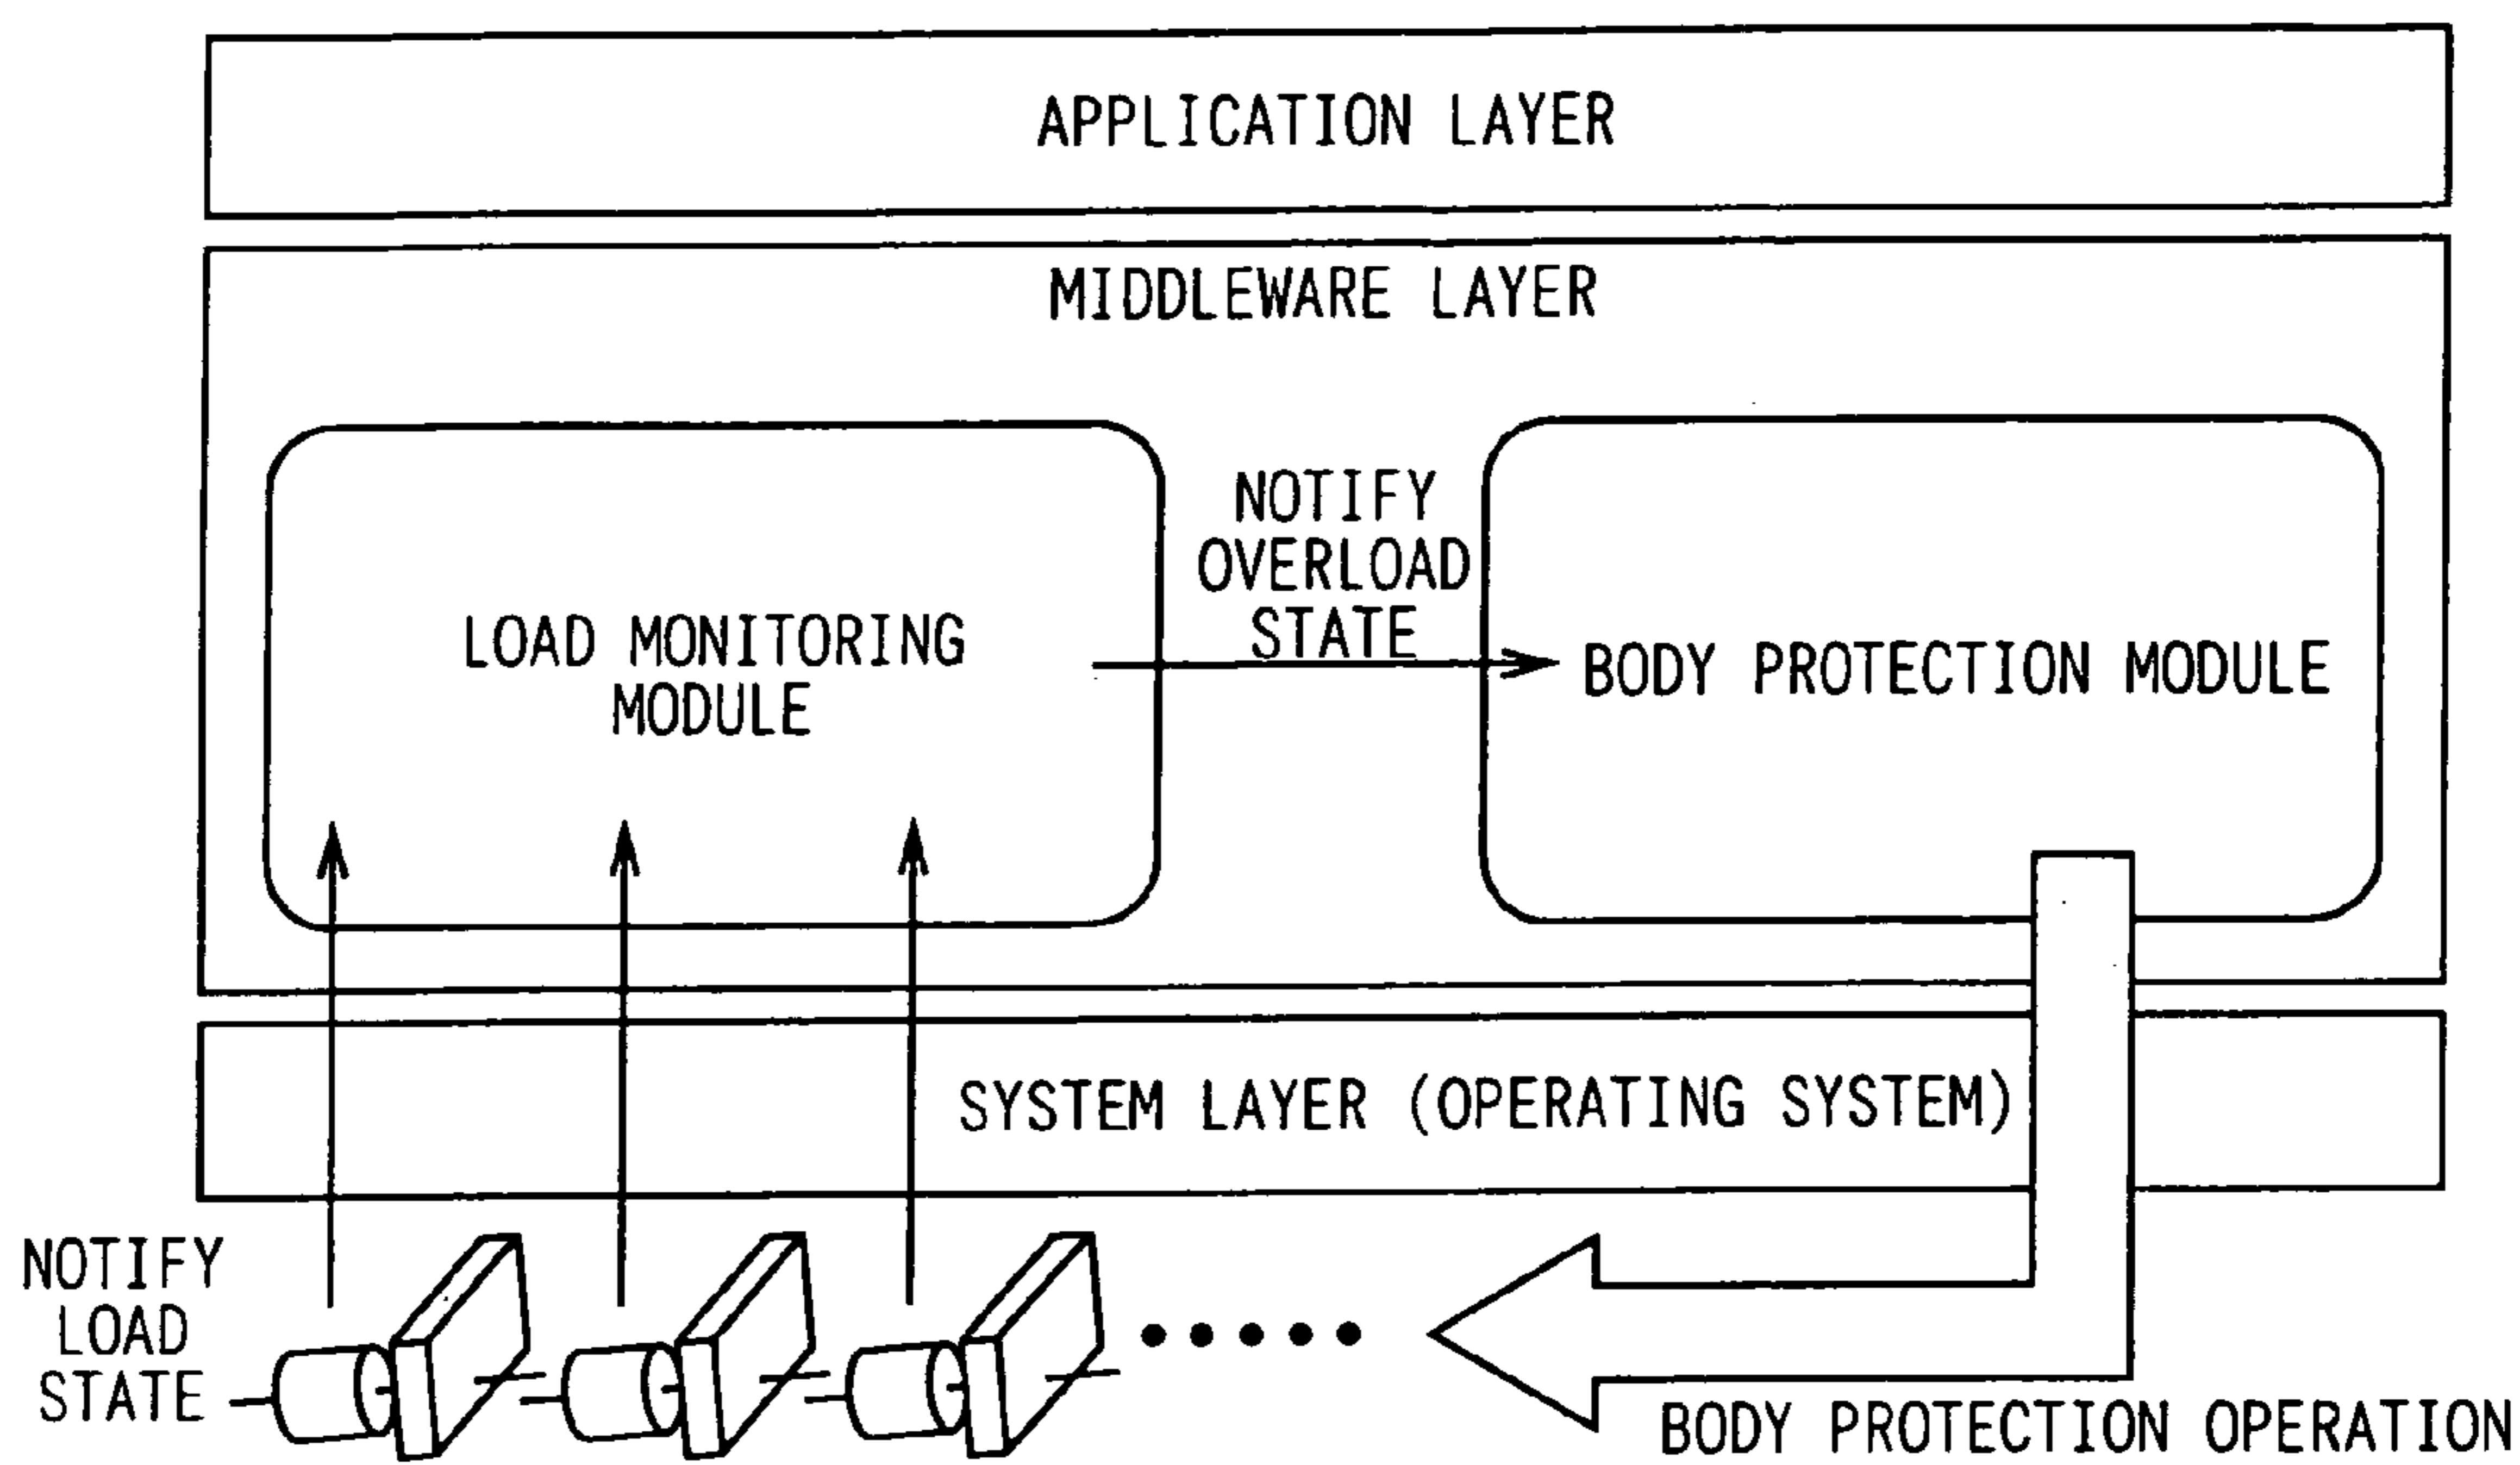 APPLICATION LAYER
MIDDLEWARE LAYER
NOTIFY
OVERLOAD
STATE
LOAD MONITORING
MODULE
BODY PROTECTION MODULE
SYSTEM LAYER (OPERATING SYSTEM)
NOTIFY
LOAD
STATE
BODY PROTECTION OPERATION